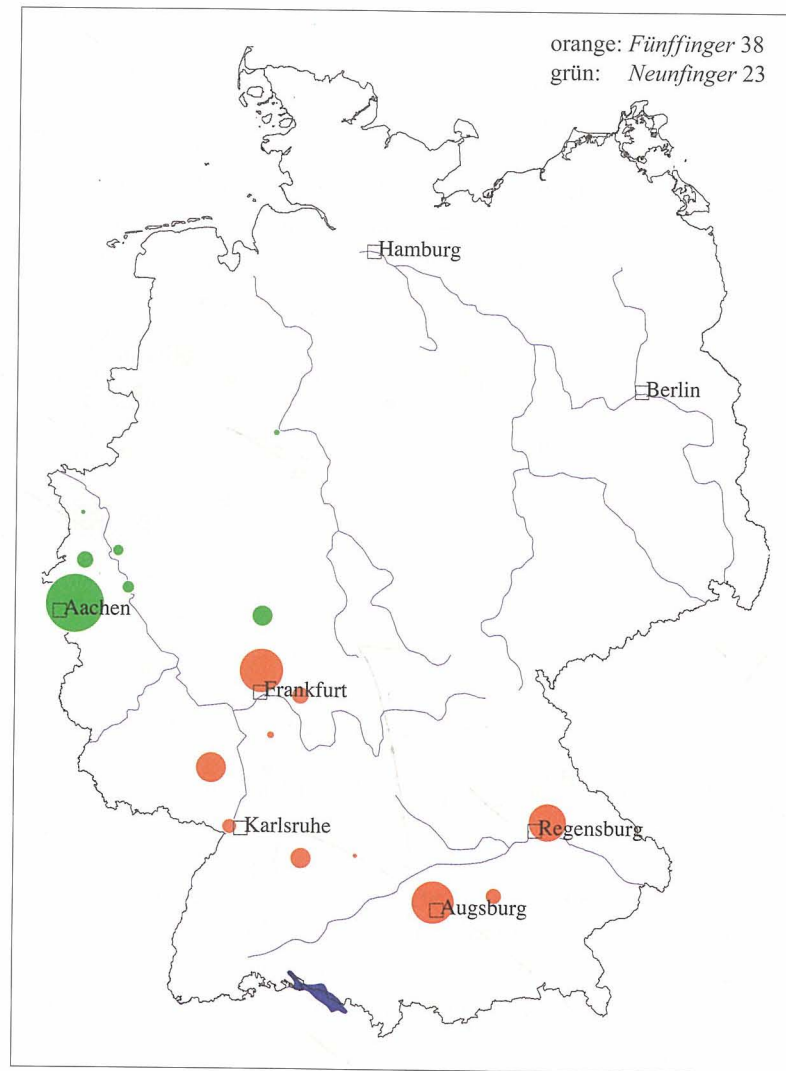 orange: Fünffinger 38
grün: Neunfinger 23
Hamburg
Berlin
Aachen
Frankfurt
Karlsruhe
Regensburg
Augsburg